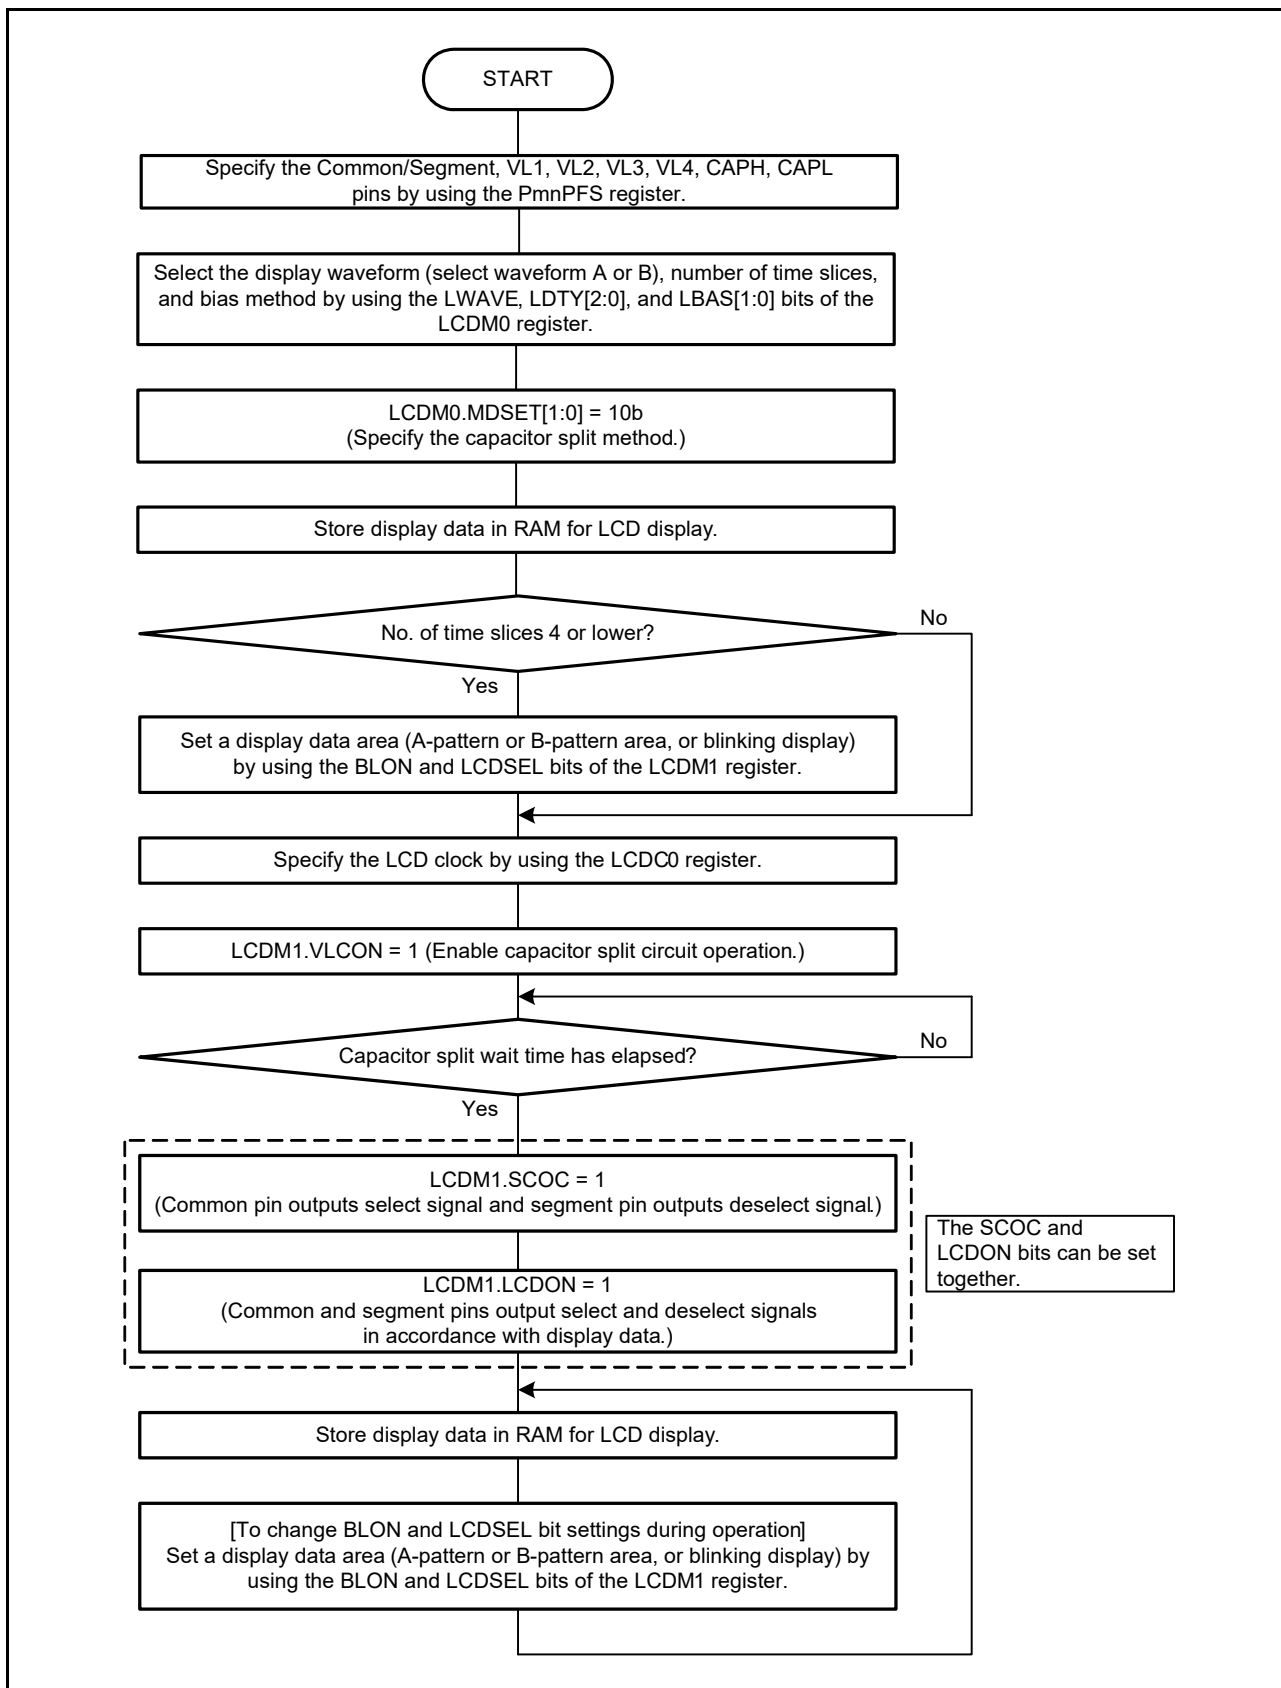 START
Specify the Common/Segment, VL1, VL2, VL3, VL4, CAPH, CAPL
pins by using the PmnPFS register.
Select the display waveform (select waveform A or B), number of time slices,
and bias method by using the LWAVE, LDTY[2:0], and LBAS[1:0] bits of the
LCDM0 register.
LCDM0.MDSET[1:0] = 10b
(Specify the capacitor split method.)
Store display data in RAM for LCD display.
No. of time slices 4 or lower?
No
Yes
Set a display data area (A-pattern or B-pattern area, or blinking display)
by using the BLON and LCDSEL bits of the LCDM1 register.
Specify the LCD clock by using the LCDC0 register.
LCDM1.VLCON = 1 (Enable capacitor split circuit operation.)
Capacitor split wait time has elapsed?
No
Yes
LCDM1.SCOC = 1
(Common pin outputs select signal and segment pin outputs deselect signal.)
The SCOC and
LCDON bits can be set
together.
LCDM1.LCDON = 1
(Common and segment pins output select and deselect signals
in accordance with display data.)
Store display data in RAM for LCD display.
[To change BLON and LCDSEL bit settings during operation]
Set a display data area (A-pattern or B-pattern area, or blinking display) by
using the BLON and LCDSEL bits of the LCDM1 register.